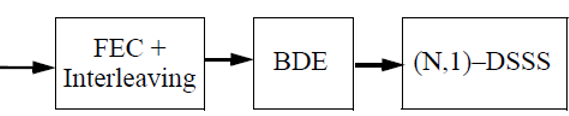 FEC +
Interleaving
BDE
(N,1)–DSSS